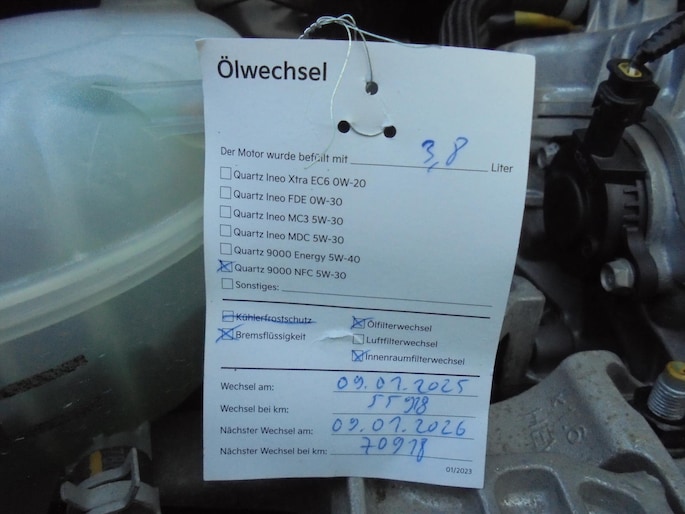 Ölwechsel
Der Motor wurde befüllt mit 3,8 Liter
Quartz Ineo Xtra EC6 0W-20
Quartz Ineo FDE 0W-30
Quartz Ineo MC3 5W-30
Quartz Ineo MDC 5W-30
Quartz 9000 Energy 5W-40
Quartz 9000 NFC 5W-30
Sonstiges:
Kühlerfrostschutz
Ölfilterwechsel
Bremsflüssigkeit
Luftfilterwechsel
Innenraumfilterwechsel
Wechsel am: 09.01.2025
Wechsel bei km: 55918
Nächster Wechsel am: 09.01.2026
Nächster Wechsel bei km: 70918
01/2023